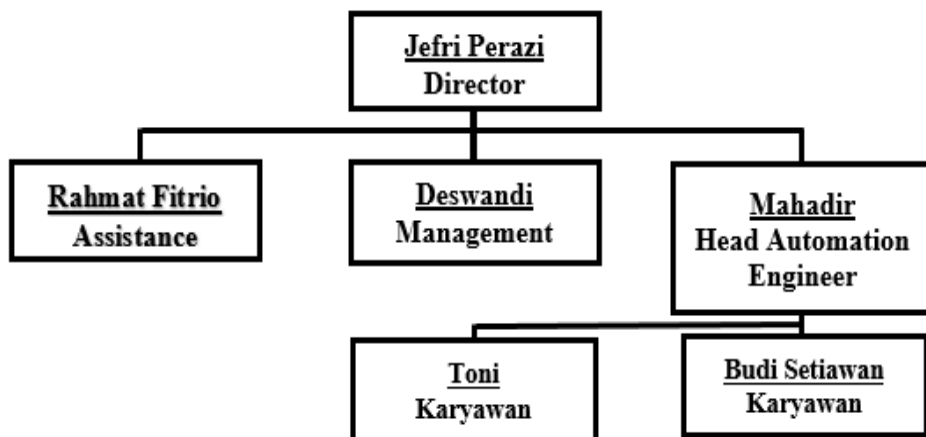 Jefri Perazi
Director
Rahmat Fitrio
Assistance
Deswandi
Management
Mahadir
Head Automation
Engineer
Toni
Karyawan
Budi Setiawan
Karyawan